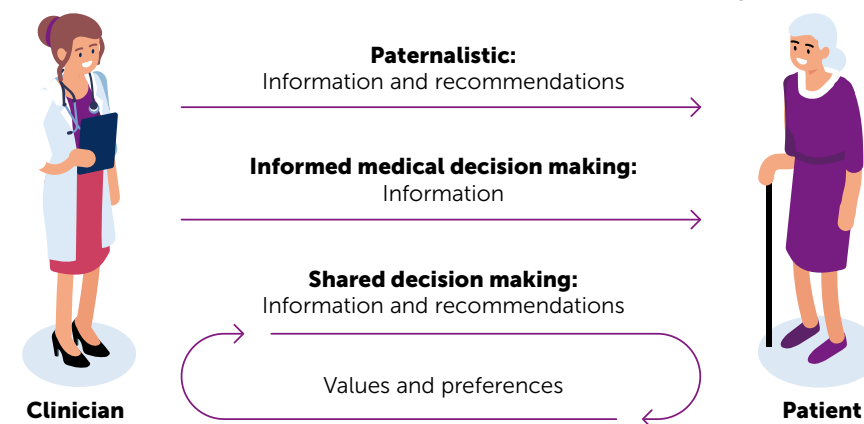 Paternalistic:
Information and recommendations
Informed medical decision making:
Information
Shared decision making:
Information and recommendations
Values and preferences
Clinician
Patient